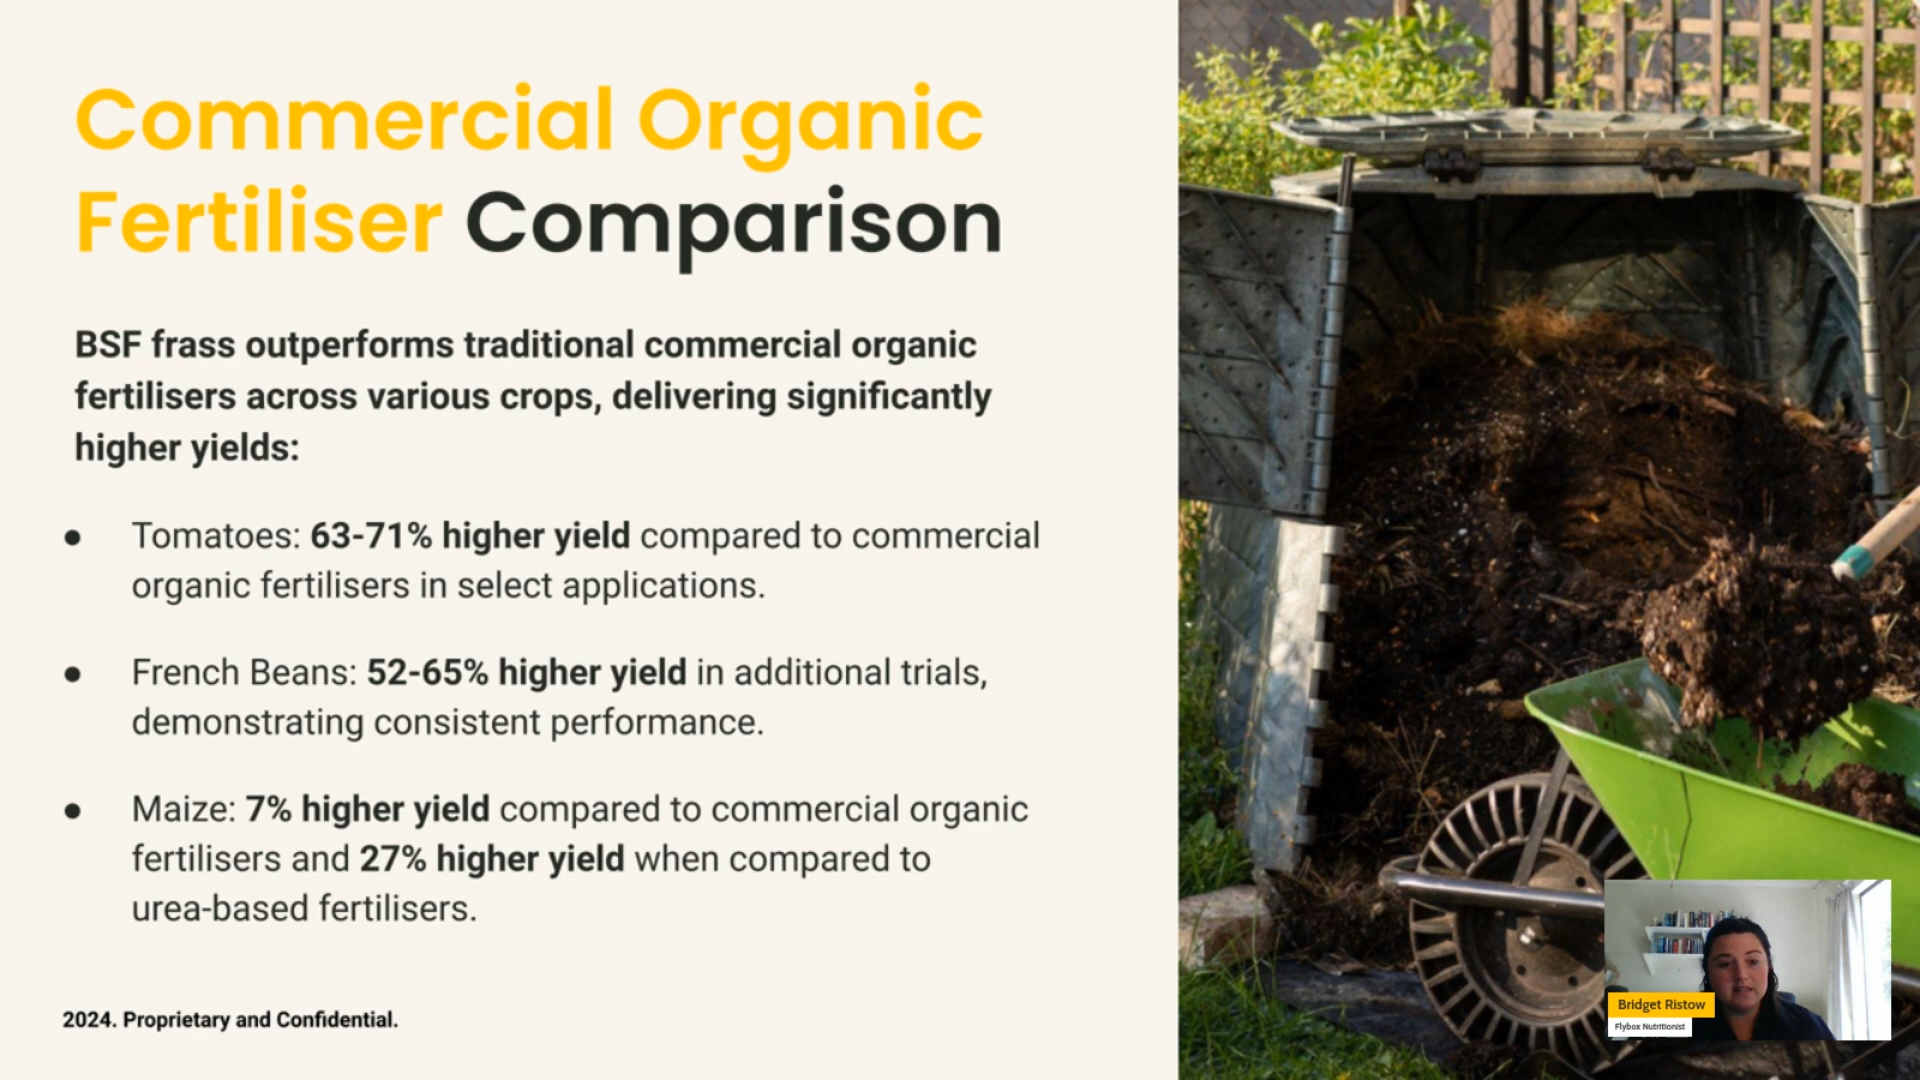 Commercial Organic
Fertiliser Comparison
BSF frass outperforms traditional commercial organic
fertilisers across various crops, delivering significantly
higher yields:
● Tomatoes: 63-71% higher yield compared to commercial
organic fertilisers in select applications.
● French Beans: 52-65% higher yield in additional trials,
demonstrating consistent performance.
● Maize: 7% higher yield compared to commercial organic
fertilisers and 27% higher yield when compared to
urea-based fertilisers.
2024. Proprietary and Confidential.
Bridget Ristow
Flybox Nutritionist